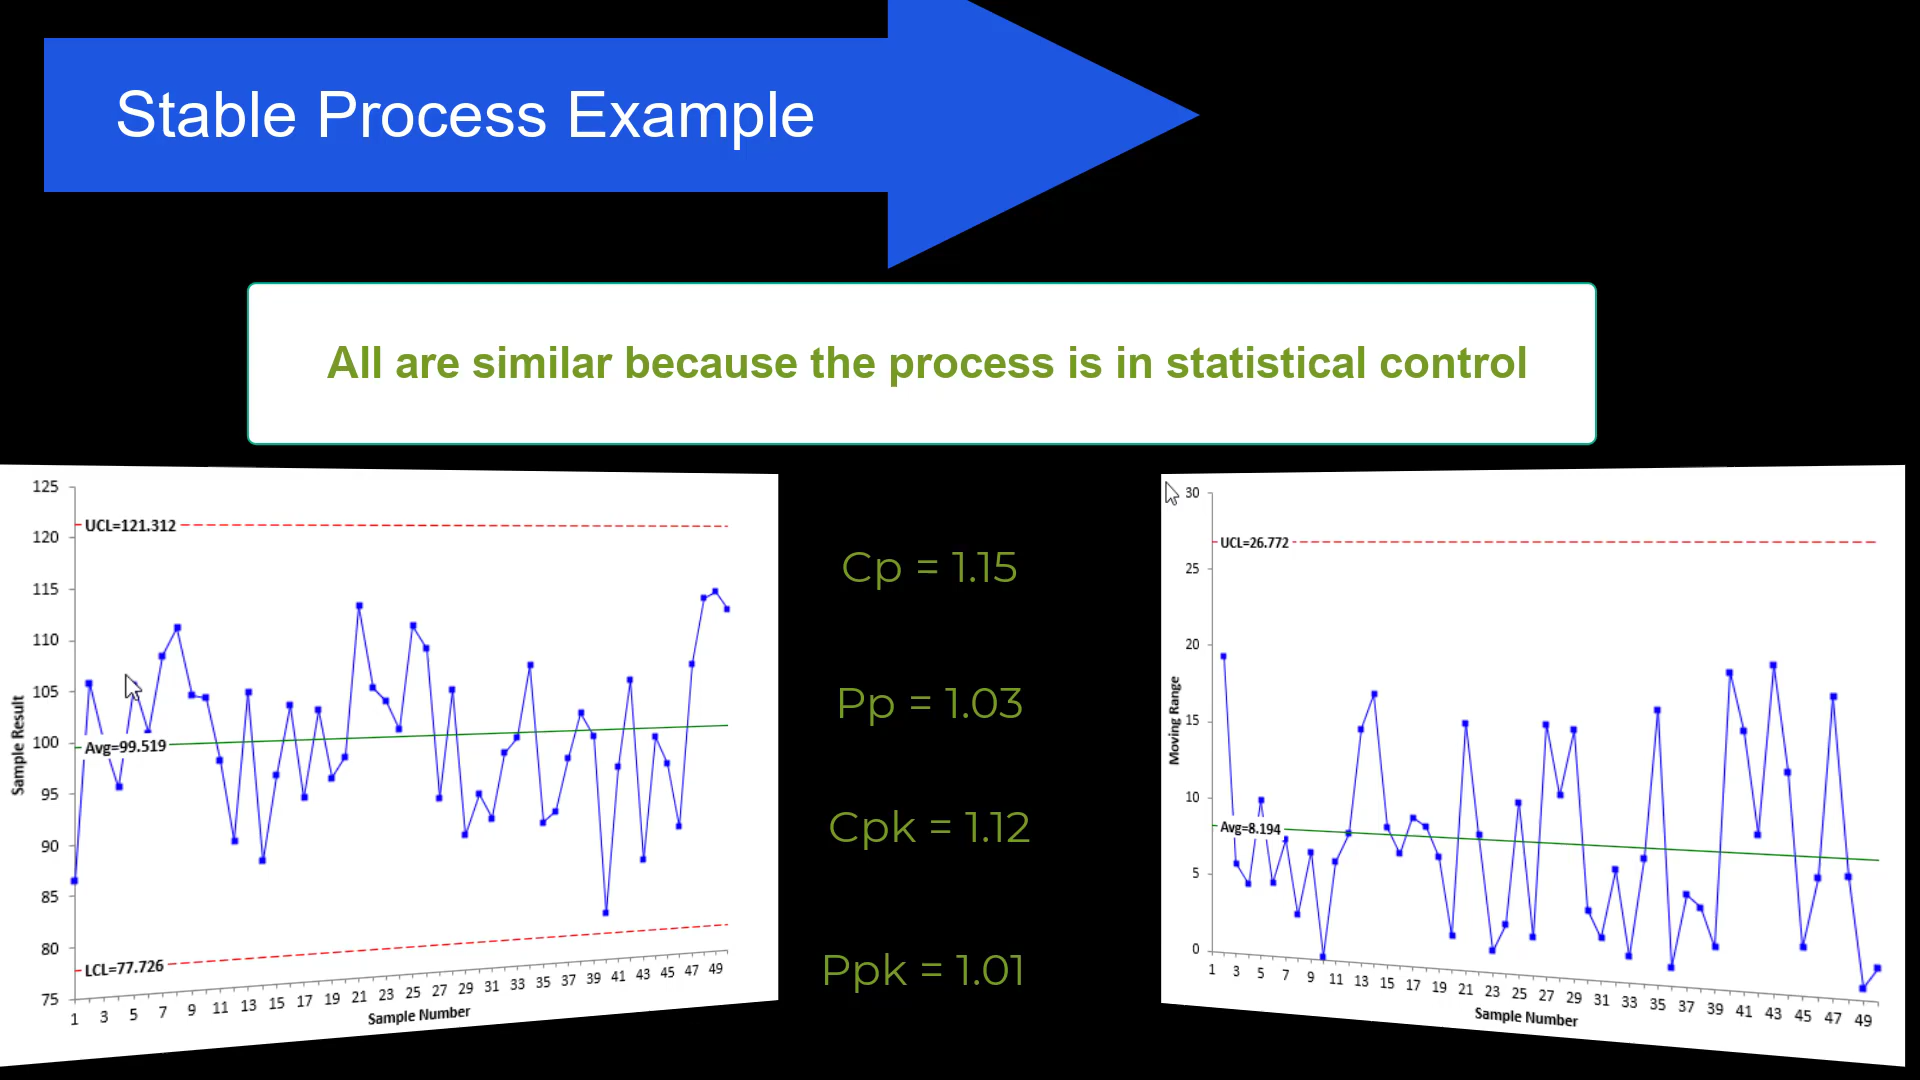 Stable Process Example
All are similar because the process is in statistical control
125
120
115
110
105
100
95
90
85
80
75
UCL=121.312
Avg=99.519
LCL=77.726
Sample Result
1 3 5 7 9 11 13 15 17 19 21 23 25 27 29 31 33 35 37 39 41 43 45 47 49
Sample Number
Cp = 1.15
Pp = 1.03
Cpk = 1.12
Ppk = 1.01
30
25
20
15
10
5
0
UCL=26.772
Avg=8.194
Moving Range
1 3 5 7 9 11 13 15 17 19 21 23 25 27 29 31 33 35 37 39 41 43 45 47 49
Sample Number